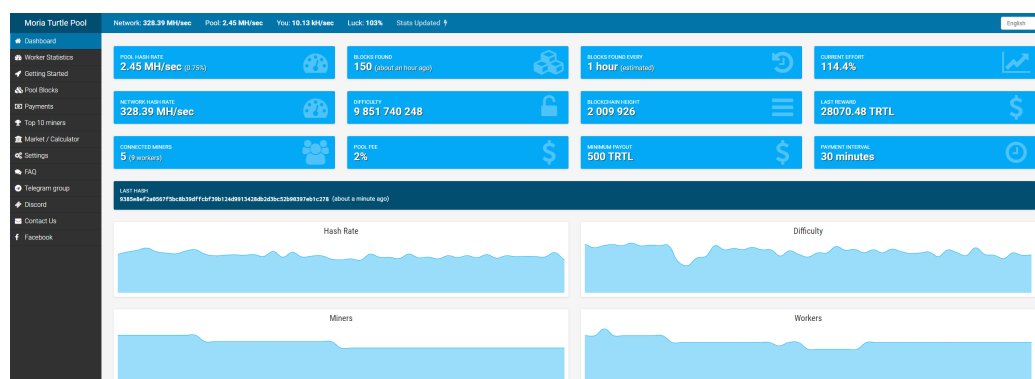 Moria Turtle Pool
Network: 328.39 MH/sec Pool: 2.45 MH/sec You: 10.13 kH/sec Luck: 103% Stats Updated
English
Dashboard
Worker Statistics
Getting Started
Pool Blocks
Payments
Top 10 miners
Market / Calculator
Settings
FAQ
Telegram group
Discord
Contact Us
Facebook
POOL HASH RATE
2.45 MH/sec (0.75%)
BLOCKS FOUND
150 (about an hour ago)
BLOCKS FOUND EVERY
1 hour (estimated)
CURRENT EFFORT
114.4%
NETWORK HASH RATE
328.39 MH/sec
DIFFICULTY
9 851 740 248
BLOCKCHAIN HEIGHT
2 009 926
LAST REWARD
28070.48 TRTL
CONNECTED MINERS
5 (9 workers)
POOL FEE
2%
MINIMUM PAYOUT
500 TRTL
PAYMENT INTERVAL
30 minutes
LAST HASH
9385e8ef2a0567f5bc8b39dffcbf39b124d9913428db2d3bc52b90397eb1c278 (about a minute ago)
Hash Rate
Difficulty
Miners
Workers